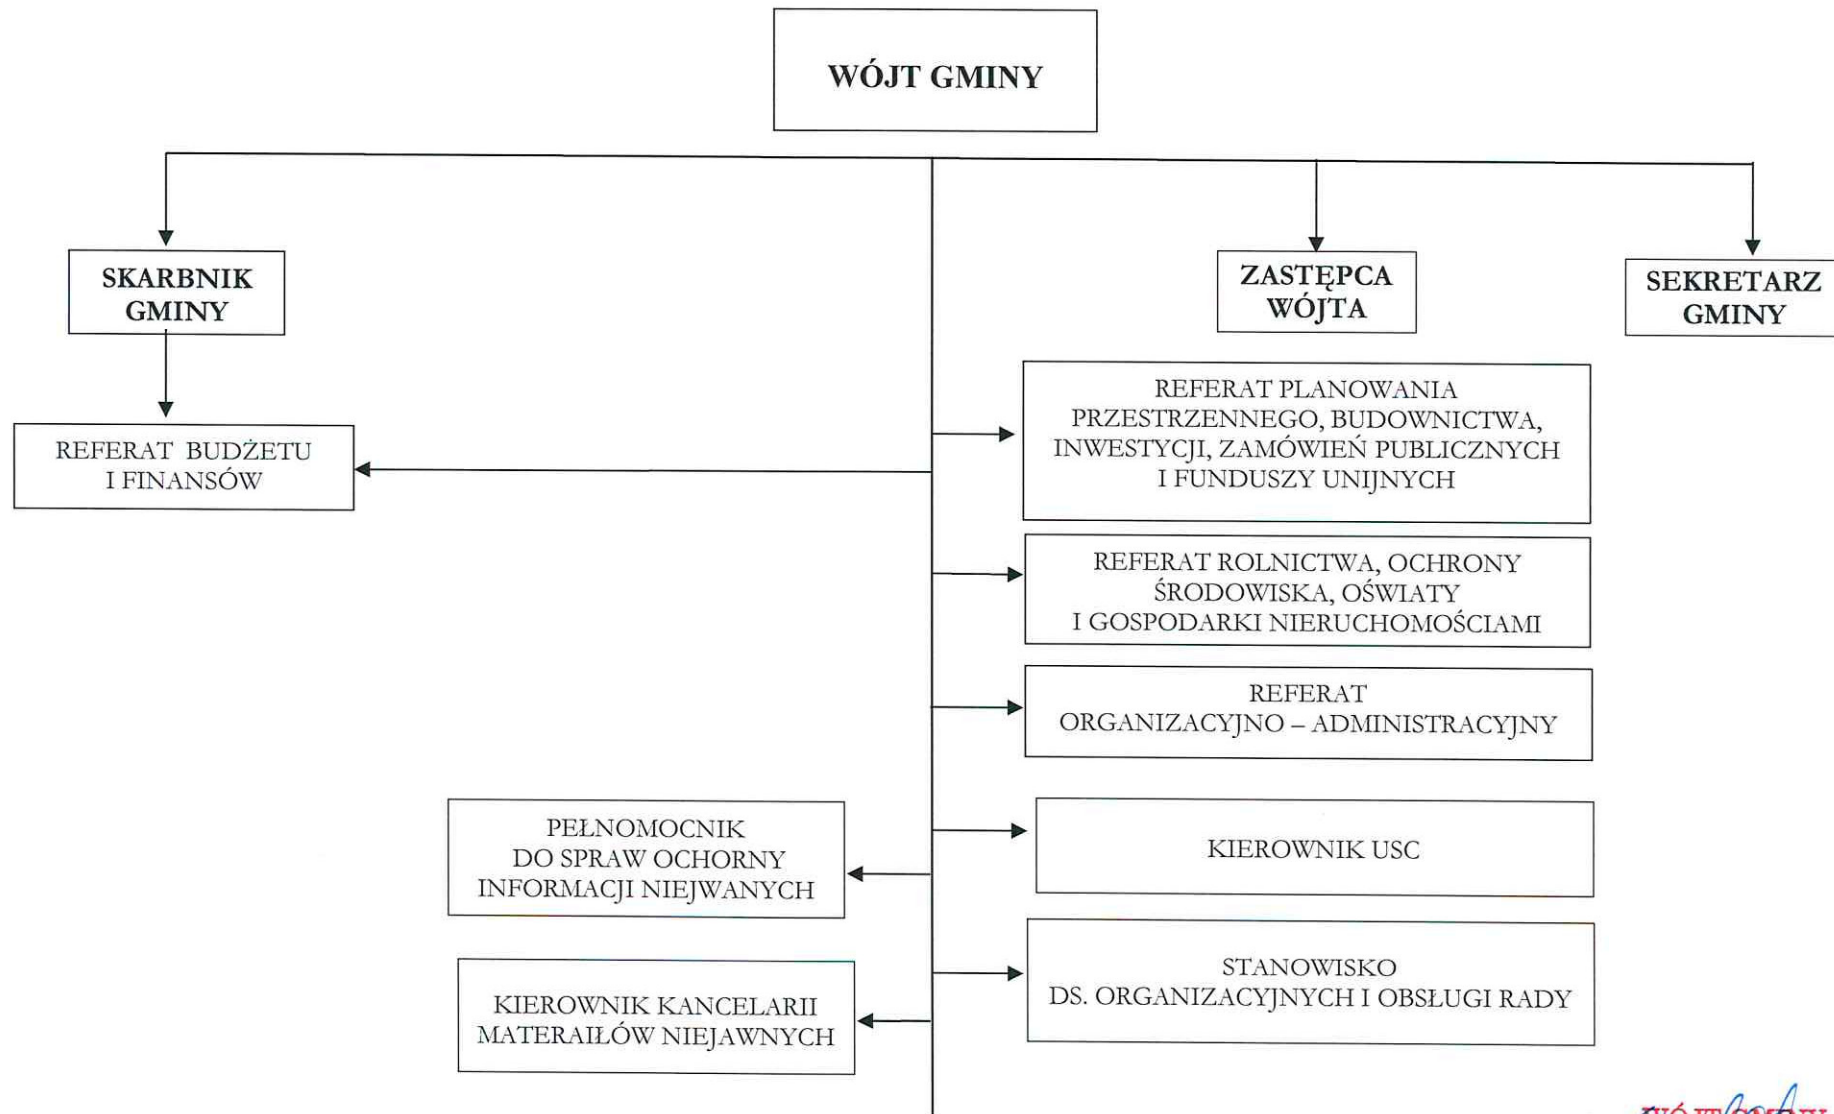 WÓJT GMINY
SKARBNIK
GMINY
ZASTĘPCA
WÓJTA
SEKRETARZ
GMINY
REFERAT BUDŻETU
I FINANSÓW
REFERAT PLANOWANIA
PRZESTRZENNEGO, BUDOWNICTWA,
INWESTYCJI, ZAMÓWIEŃ PUBLICZNYCH
I FUNDUSZY UNIJNYCH
REFERAT ROLNICTWA, OCHRONY
ŚRODOWISKA, OŚWIATY
I GOSPODARKI NIERUCHOMOŚCIAMI
REFERAT
ORGANIZACYJNO – ADMINISTRACYJNY
PEŁNOMOCNIK
DO SPRAW OCHORNY
INFORMACJI NIEJWANYCH
KIEROWNIK USC
KIEROWNIK KANCELARII
MATERAIŁÓW NIEJAWNYCH
STANOWISKO
DS. ORGANIZACYJNYCH I OBSŁUGI RADY
WÓJT GMINY